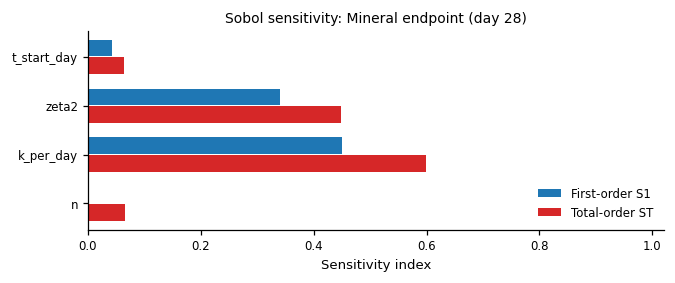 Sobol sensitivity: Mineral endpoint (day 28)
t_start_day
zeta2
k_per_day
n
First-order S1
Total-order ST
0.0 0.2 0.4 0.6 0.8 1.0
Sensitivity index